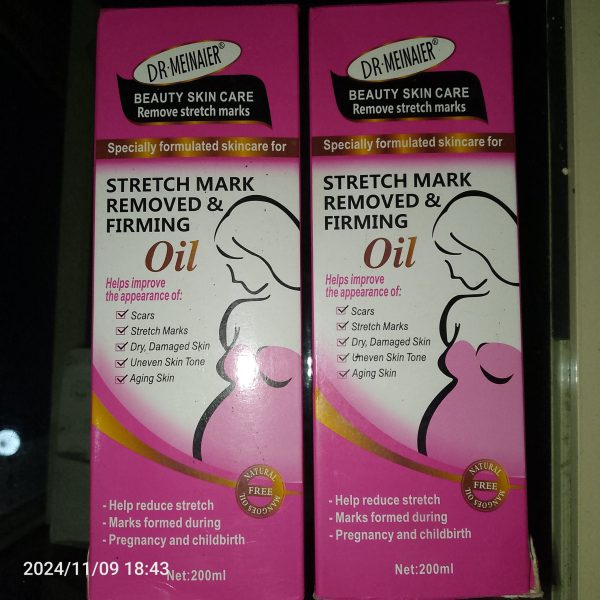 DR·MEINAIER®
BEAUTY SKIN CARE
Remove stretch marks
Specially formulated skincare for
STRETCH MARK
REMOVED &
FIRMING
Oil
Helps improve
the appearance of:
Scars
Stretch Marks
Dry, Damaged Skin
Uneven Skin Tone
Aging Skin
NATURAL
FREE
MANGOES OIL
- Help reduce stretch
- Marks formed during
- Pregnancy and childbirth
Net:200ml
DR·MEINAIER®
BEAUTY SKIN CARE
Remove stretch marks
Specially formulated skincare for
STRETCH MARK
REMOVED &
FIRMING
Oil
Helps improve
the appearance of:
Scars
Stretch Marks
Dry, Damaged Skin
Uneven Skin Tone
Aging Skin
NATURAL
FREE
MANGOES OIL
- Help reduce stretch
- Marks formed during
- Pregnancy and childbirth
Net:200ml
2024/11/09 18:43